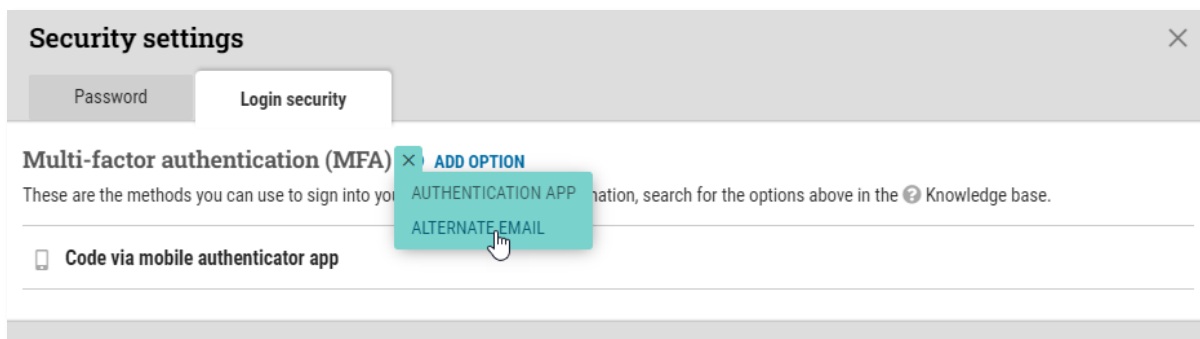 Security settings
Password
Login security
Multi-factor authentication (MFA)
ADD OPTION
AUTHENTICATION APP
ALTERNATE EMAIL
These are the methods you can use to sign into ation, search for the options above in the Knowledge base.
Code via mobile authenticator app